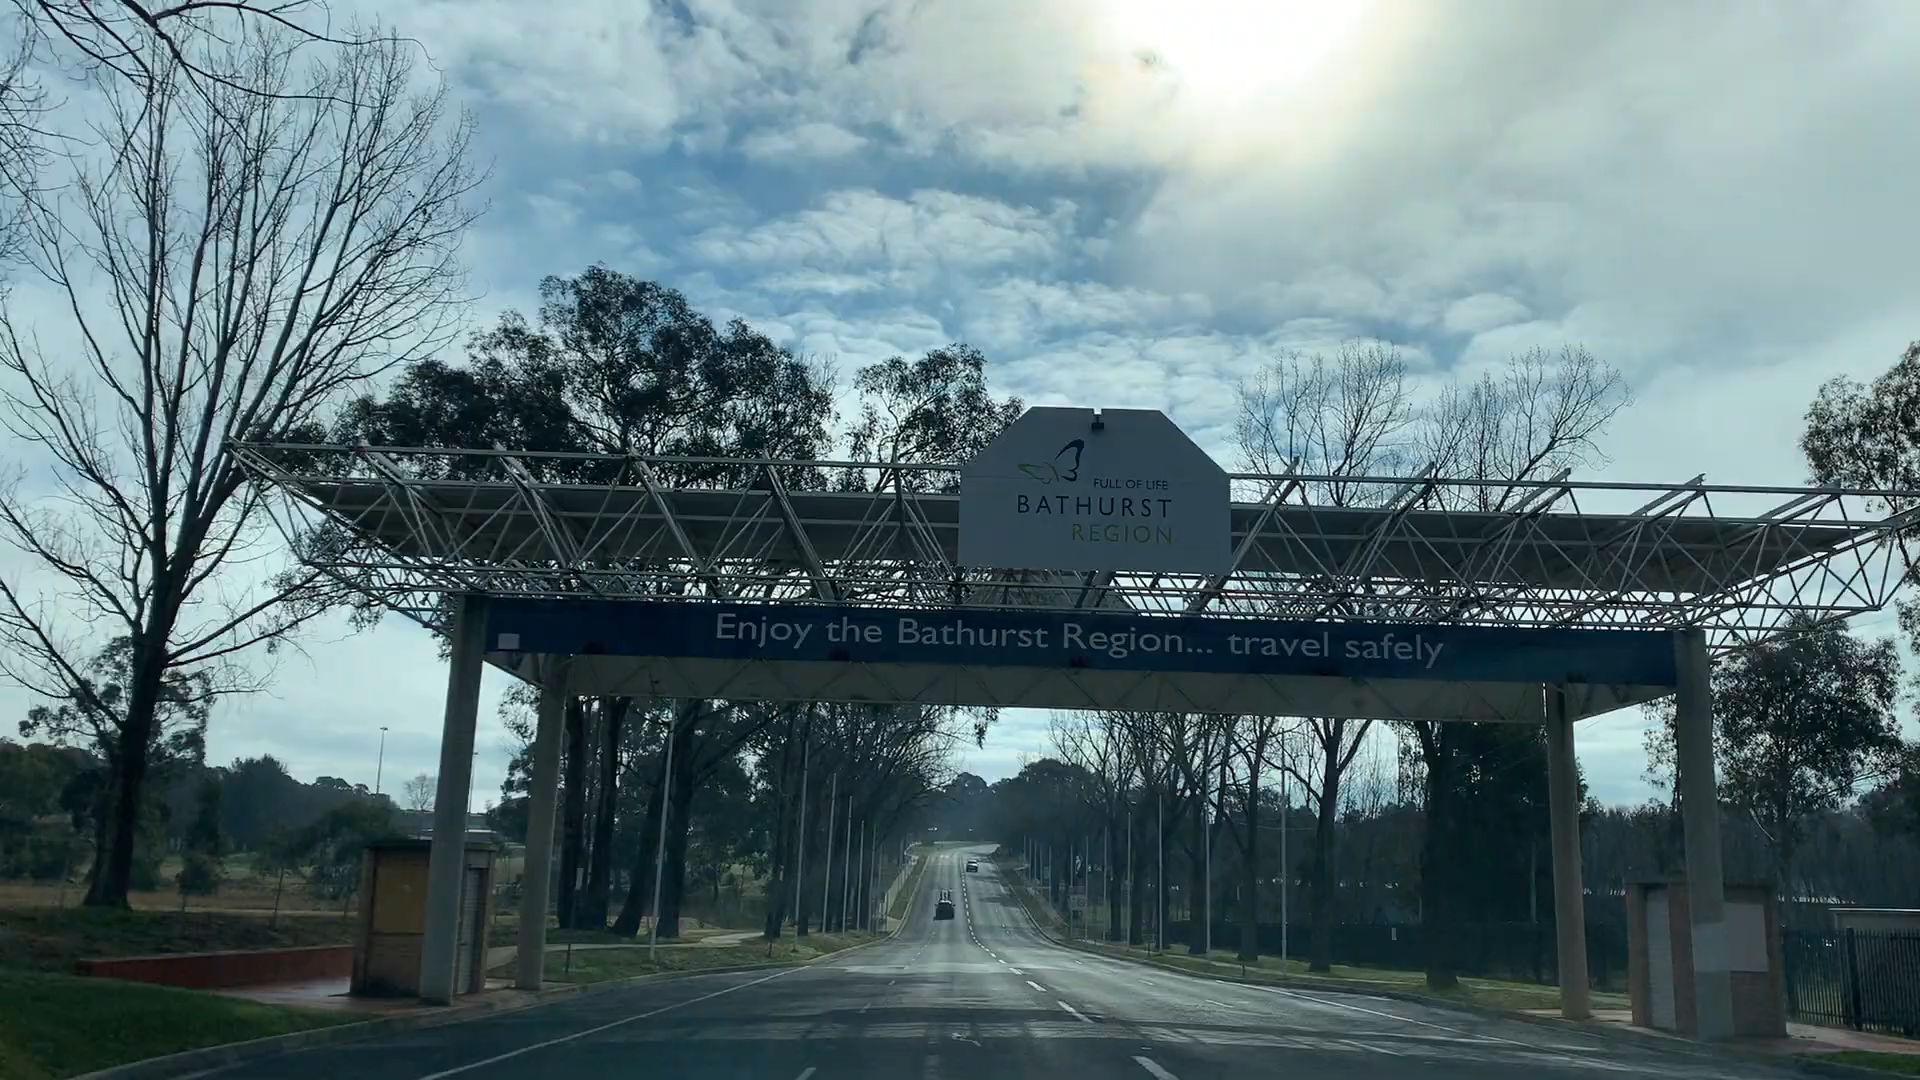 FULL OF LIFE
BATHURST
REGION
Enjoy the Bathurst Region... travel safely